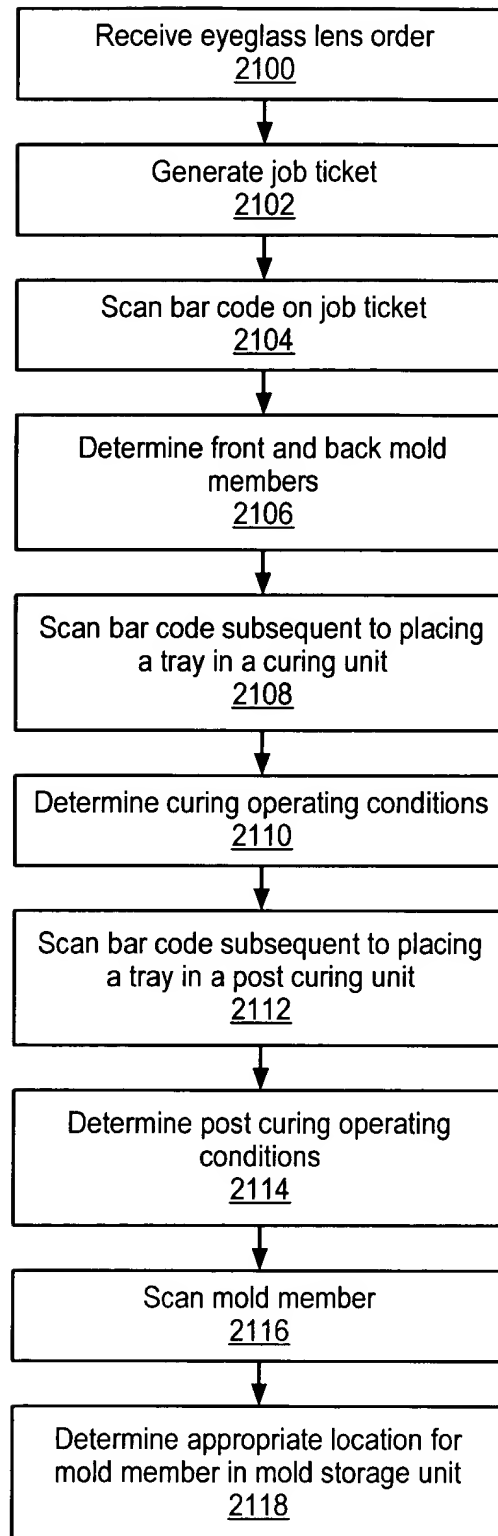 Receive eyeglass lens order
2100
Generate job ticket
2102
Scan bar code on job ticket
2104
Determine front and back mold
members
2106
Scan bar code subsequent to placing
a tray in a curing unit
2108
Determine curing operating conditions
2110
Scan bar code subsequent to placing
a tray in a post curing unit
2112
Determine post curing operating
conditions
2114
Scan mold member
2116
Determine appropriate location for
mold member in mold storage unit
2118